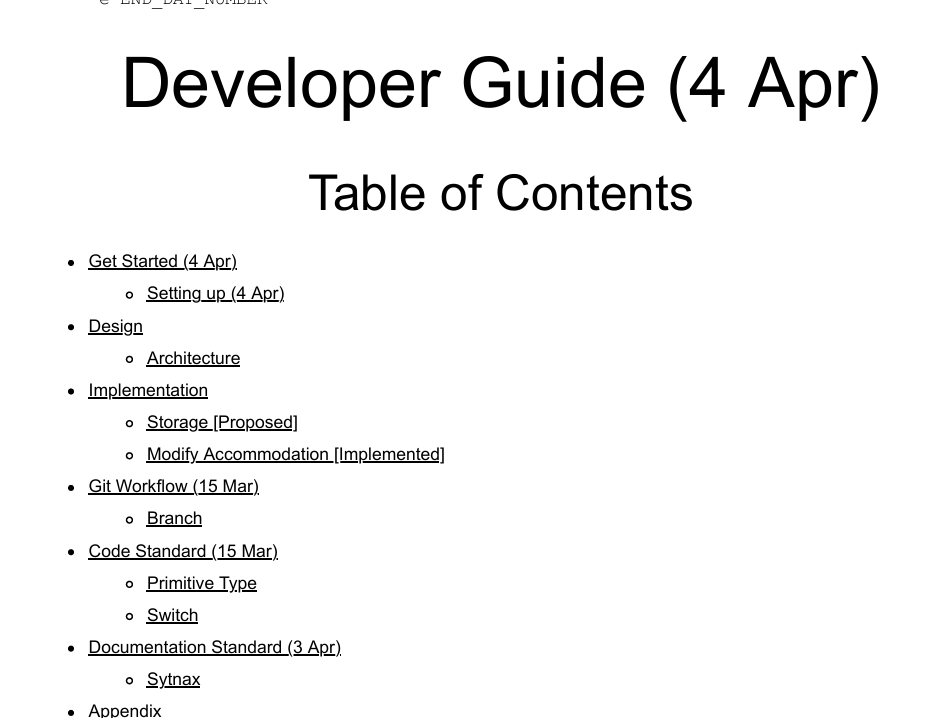 e END_DAY_NUMBER
Developer Guide (4 Apr)
Table of Contents
Get Started (4 Apr)
Setting up (4 Apr)
Design
Architecture
Implementation
Storage [Proposed]
Modify Accommodation [Implemented]
Git Workflow (15 Mar)
Branch
Code Standard (15 Mar)
Primitive Type
Switch
Documentation Standard (3 Apr)
Sytnax
Appendix